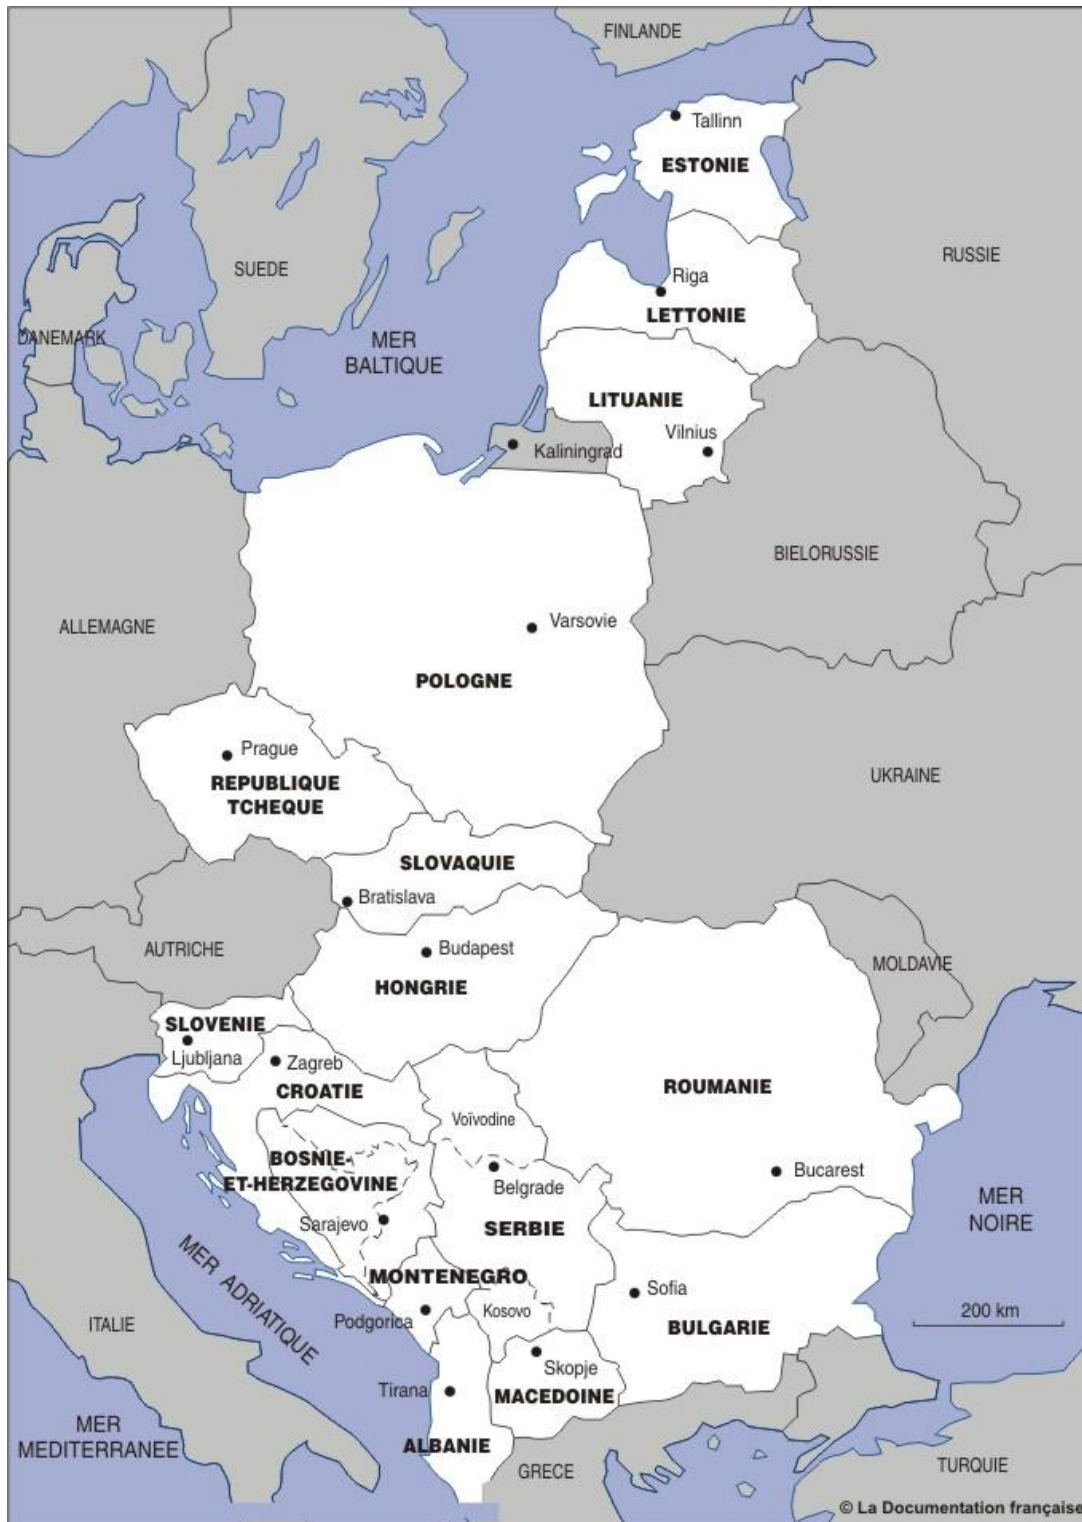 FINLANDE
Tallinn
ESTONIE
RUSSIE
SUEDE
Riga
LETTONIE
DANEMARK
MER
BALTIQUE
LITUANIE
Vilnius
Kaliningrad
BIELORUSSIE
ALLEMAGNE
Varsovie
POLOGNE
Prague
REPUBLIQUE
TCHEQUE
UKRAINE
SLOVAQUIE
Bratislava
AUTRICHE
Budapest
MOLDAVIE
HONGRIE
SLOVENIE
Ljubljana
Zagreb
CROATIE
ROUMANIE
Voïvodine
BOSNIE-
ET-HERZEGOVINE
Belgrade
Bucarest
MER
NOIRE
Sarajevo
SERBIE
MER ADRIATIQUE
MONTENEGRO
Sofia
Kosovo
200 km
Podgorica
ITALIE
BULGARIE
Skopje
Tirana
MACEDOINE
MER
MEDITERRANEE
ALBANIE
GRECE
TURQUIE
© La Documentation française